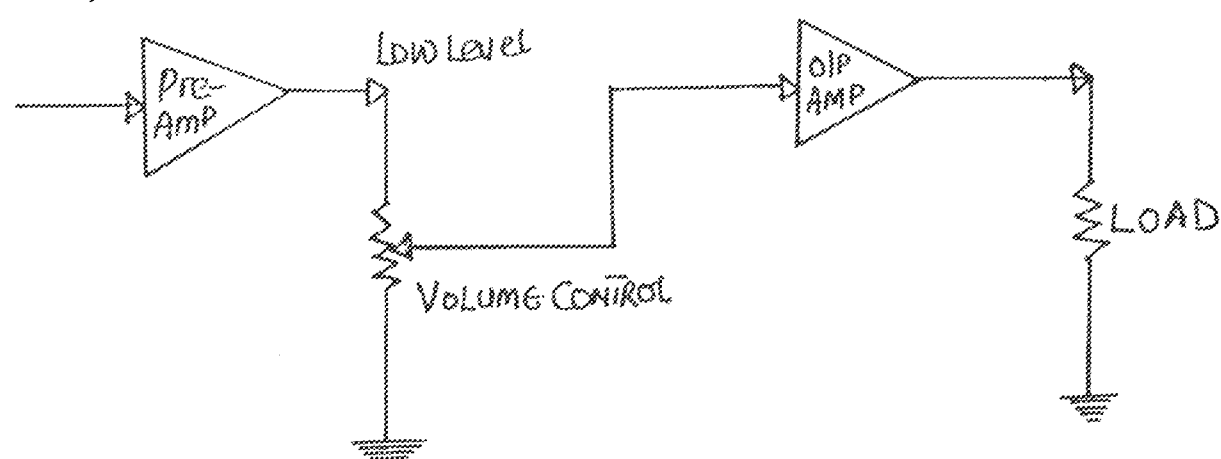 Pre-
Amp
Low Level
O/P
AMP
LOAD
VOLUME CONTROL